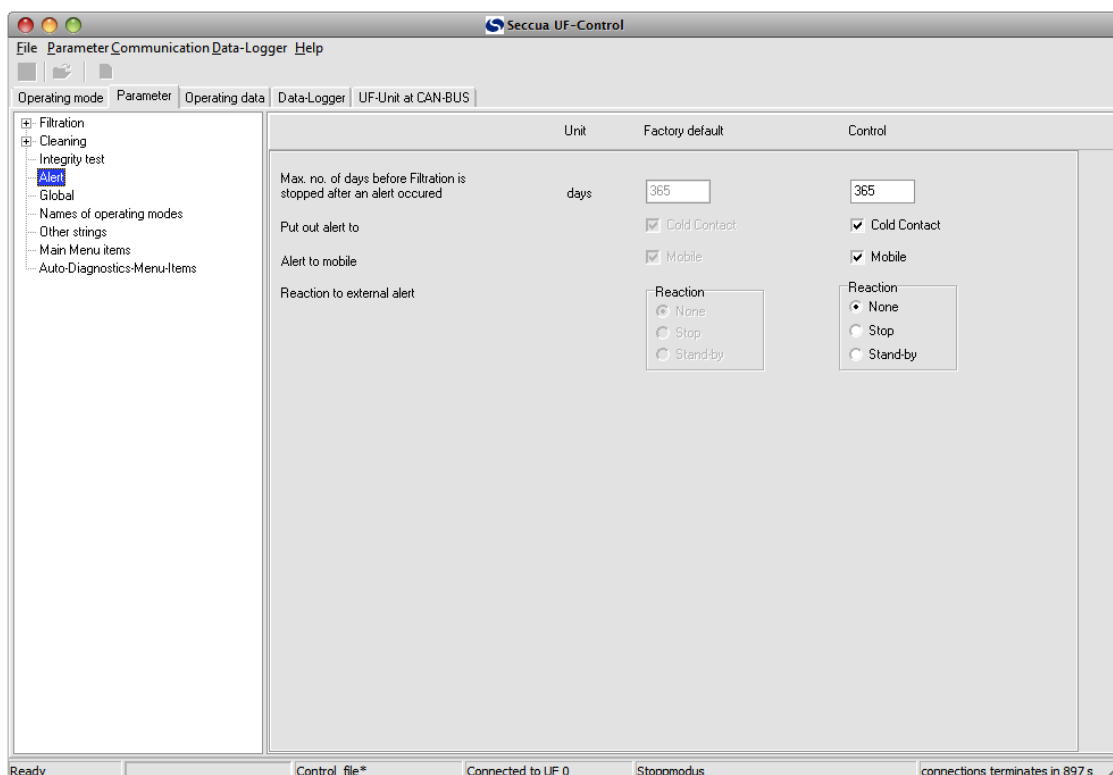 Seccua UF-Control
File Parameter Communication Data-Logger Help
Operating mode Parameter Operating data Data-Logger UF-Unit at CAN-BUS
Filtration
Cleaning
Integrity test
Alert
Global
Names of operating modes
Other strings
Main Menu items
Auto-Diagnostics-Menu-Items
Unit Factory default Control
Max. no. of days before Filtration is
stopped after an alert occured days 365 365
Put out alert to Cold Contact Cold Contact
Alert to mobile Mobile Mobile
Reaction to external alert Reaction Reaction
None None
Stop Stop
Stand-by Stand-by
Ready Control_file* Connected to UF 0 Stoppmodus connections terminates in 897 s